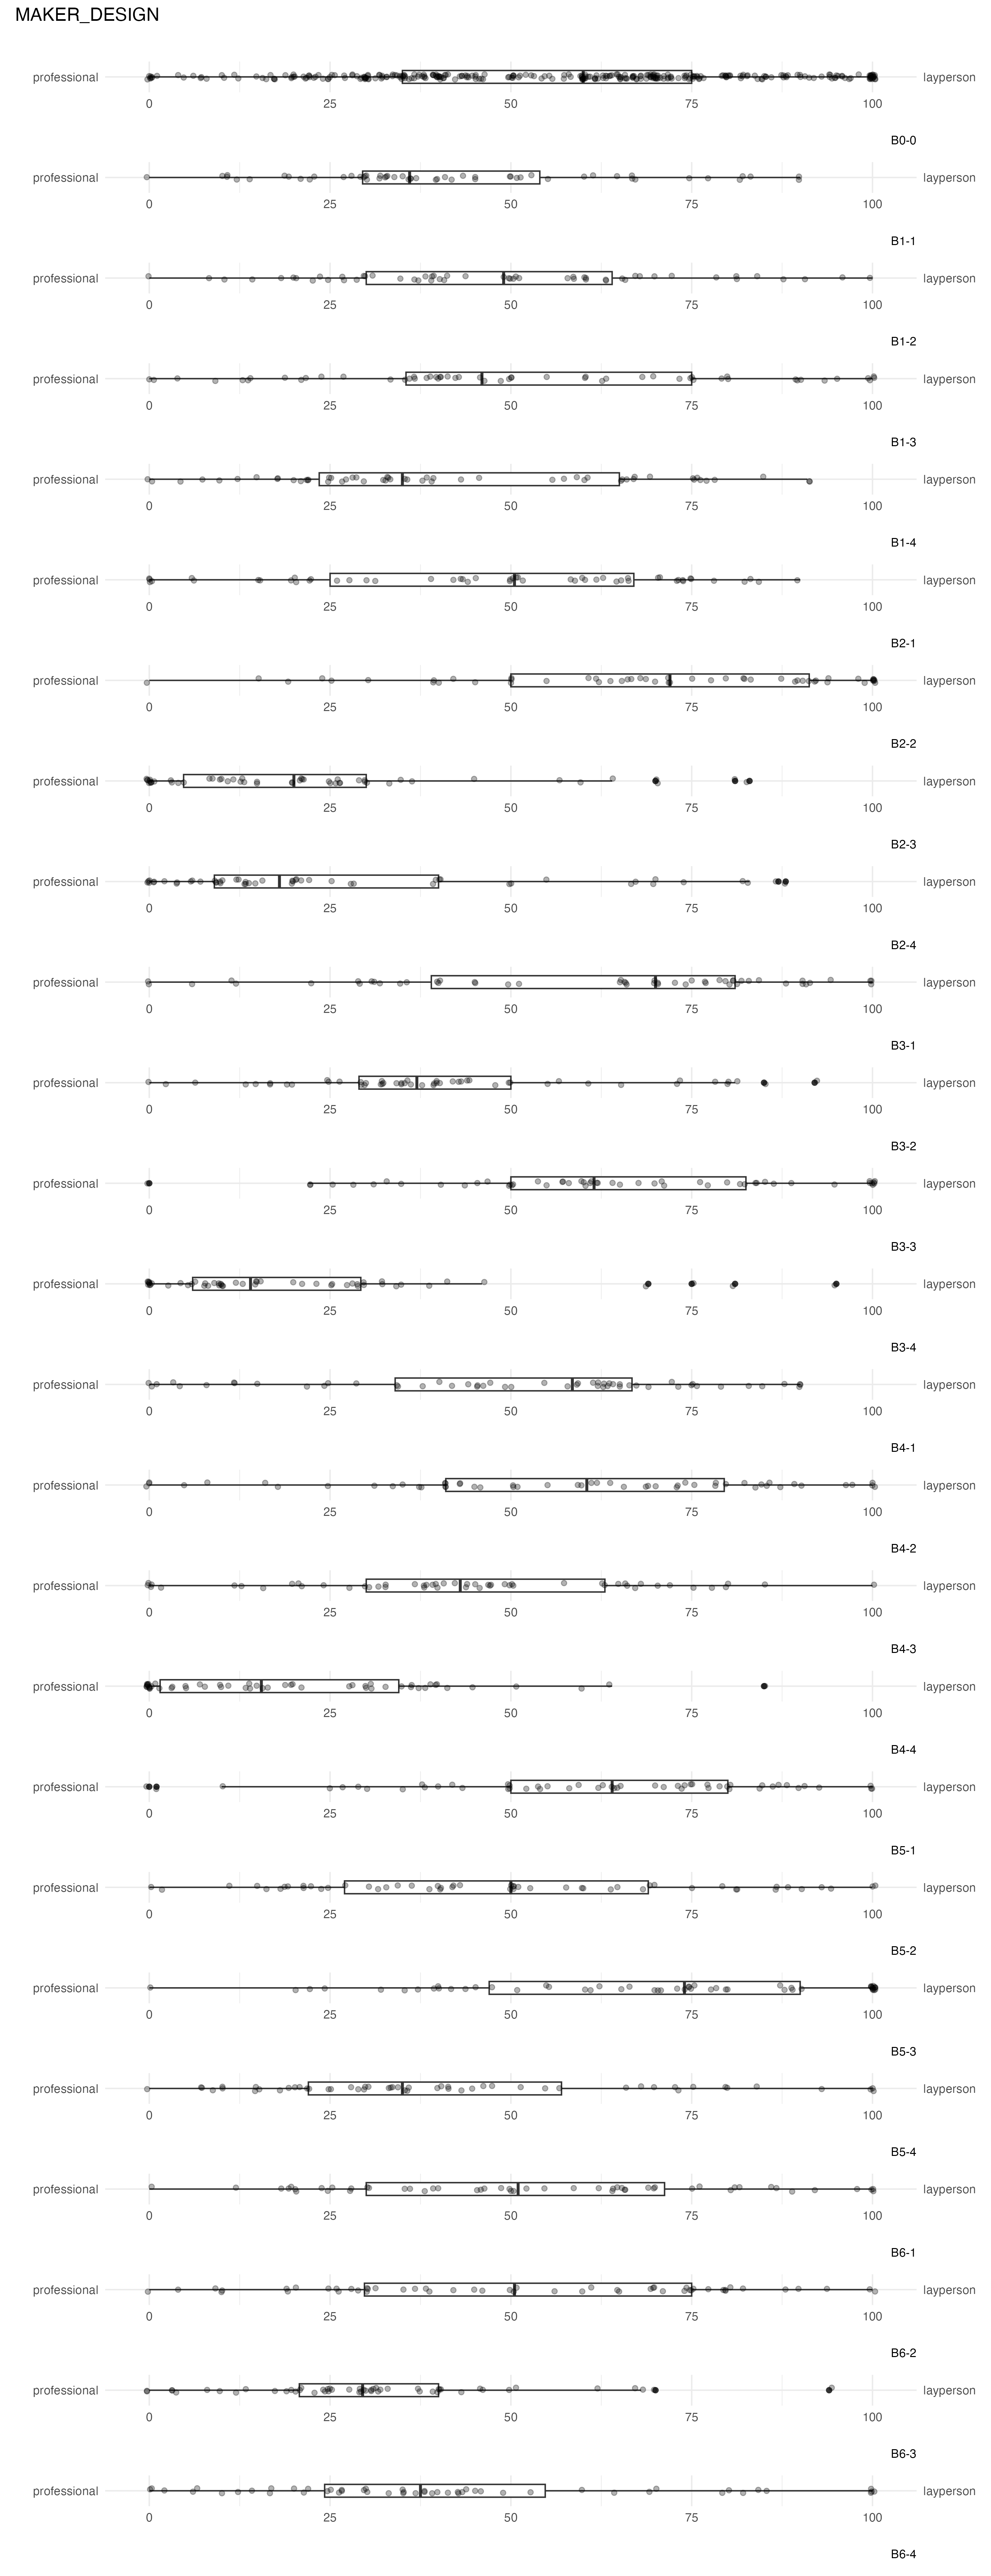 MAKER_DESIGN
professional layperson
0 25 50 75 100
B0-0
professional layperson
0 25 50 75 100
B1-1
professional layperson
0 25 50 75 100
B1-2
professional layperson
0 25 50 75 100
B1-3
professional layperson
0 25 50 75 100
B1-4
professional layperson
0 25 50 75 100
B2-1
professional layperson
0 25 50 75 100
B2-2
professional layperson
0 25 50 75 100
B2-3
professional layperson
0 25 50 75 100
B2-4
professional layperson
0 25 50 75 100
B3-1
professional layperson
0 25 50 75 100
B3-2
professional layperson
0 25 50 75 100
B3-3
professional layperson
0 25 50 75 100
B3-4
professional layperson
0 25 50 75 100
B4-1
professional layperson
0 25 50 75 100
B4-2
professional layperson
0 25 50 75 100
B4-3
professional layperson
0 25 50 75 100
B4-4
professional layperson
0 25 50 75 100
B5-1
professional layperson
0 25 50 75 100
B5-2
professional layperson
0 25 50 75 100
B5-3
professional layperson
0 25 50 75 100
B5-4
professional layperson
0 25 50 75 100
B6-1
professional layperson
0 25 50 75 100
B6-2
professional layperson
0 25 50 75 100
B6-3
professional layperson
0 25 50 75 100
B6-4